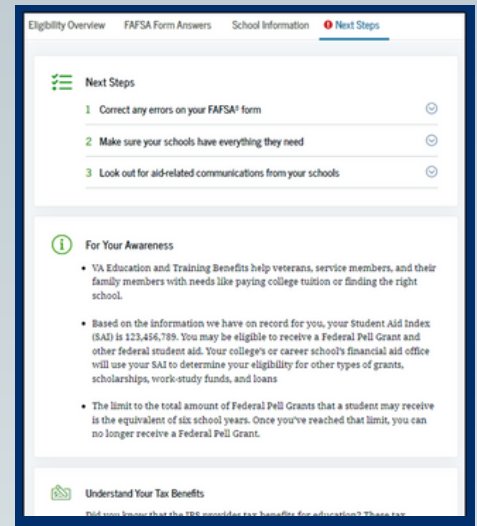 Eligibility Overview FAFSA Form Answers School Information Next Steps
Next Steps
1 Correct any errors on your FAFSA® form
2 Make sure your schools have everything they need
3 Look out for aid-related communications from your schools
For Your Awareness
• VA Education and Training Benefits help veterans, service members, and their
family members with needs like paying college tuition or finding the right
school.
• Based on the information we have on record for you, your Student Aid Index
(SAI) is 123,456,789. You may be eligible to receive a Federal Pell Grant and
other federal student aid. Your college's or career school's financial aid office
will use your SAI to determine your eligibility for other types of grants,
scholarships, work-study funds, and loans
• The limit to the total amount of Federal Pell Grants that a student may receive
is the equivalent of six school years. Once you've reached that limit, you can
no longer receive a Federal Pell Grant.
Understand Your Tax Benefits
Did you know that the IRS provides tax benefits for education? These tax